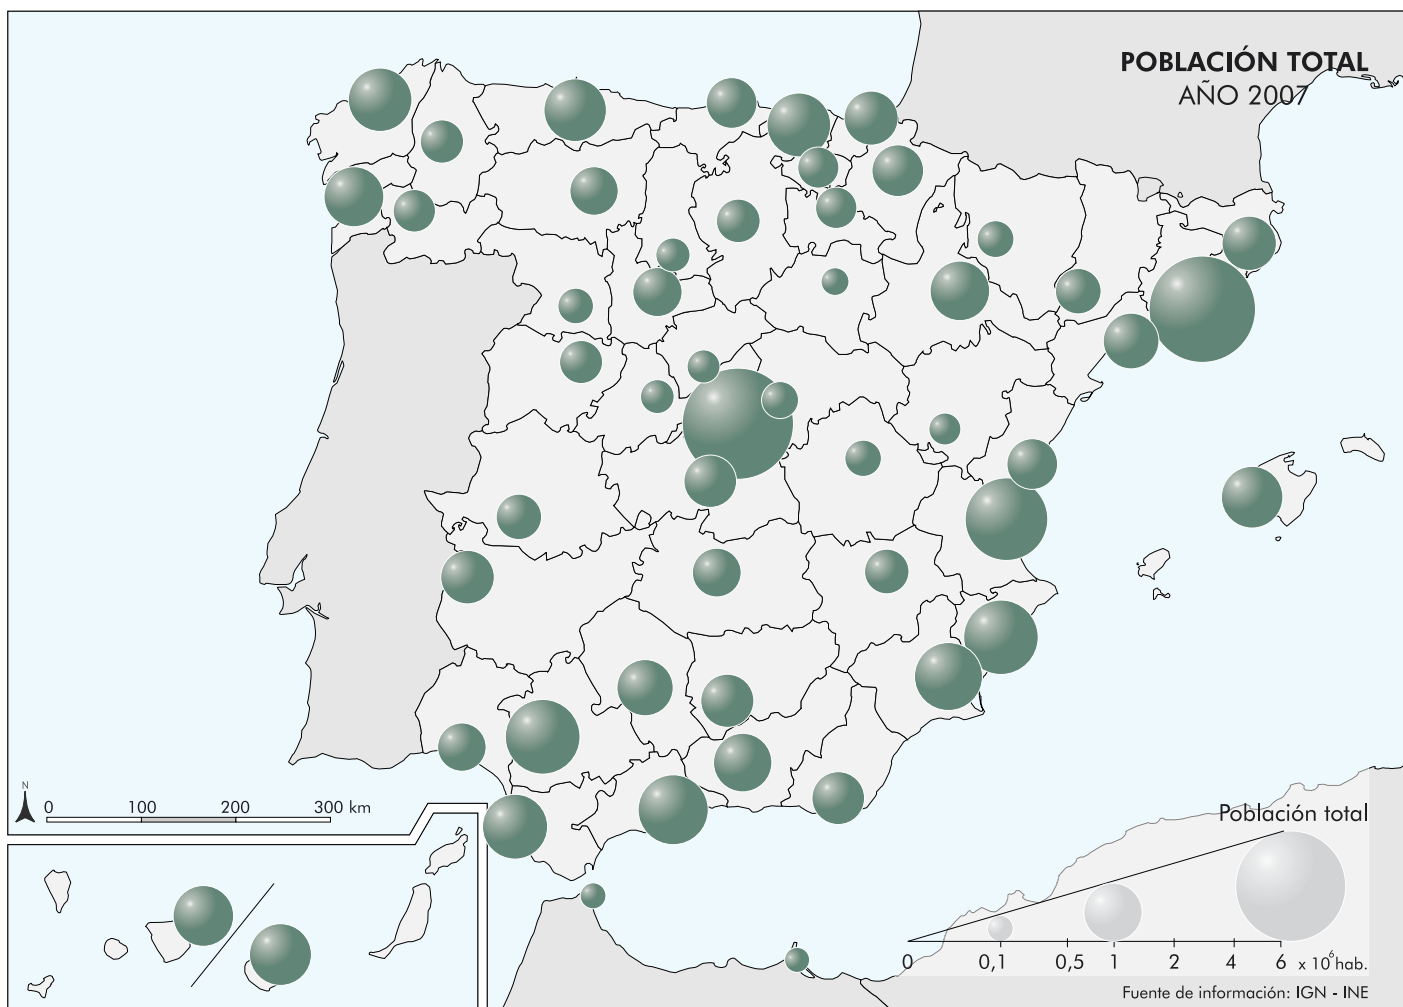 POBLACIÓN TOTAL
AÑO 2007
N
0 100 200 300 km
Población total
0 0,1 0,5 1 2 4 6 x 10⁶ hab.
Fuente de información: IGN - INE